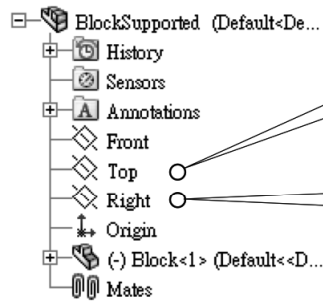 BlockSupported (Default<De...
History
Sensors
A Annotations
Front
Top
Right
Origin
(-) Block<1> (Default<<D...
Mates